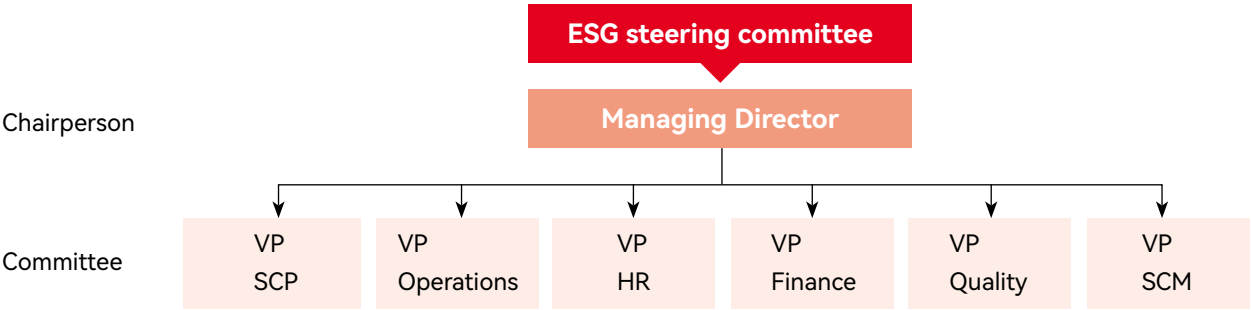 ESG steering committee
Chairperson
Managing Director
Committee
VP
SCP
VP
Operations
VP
HR
VP
Finance
VP
Quality
VP
SCM